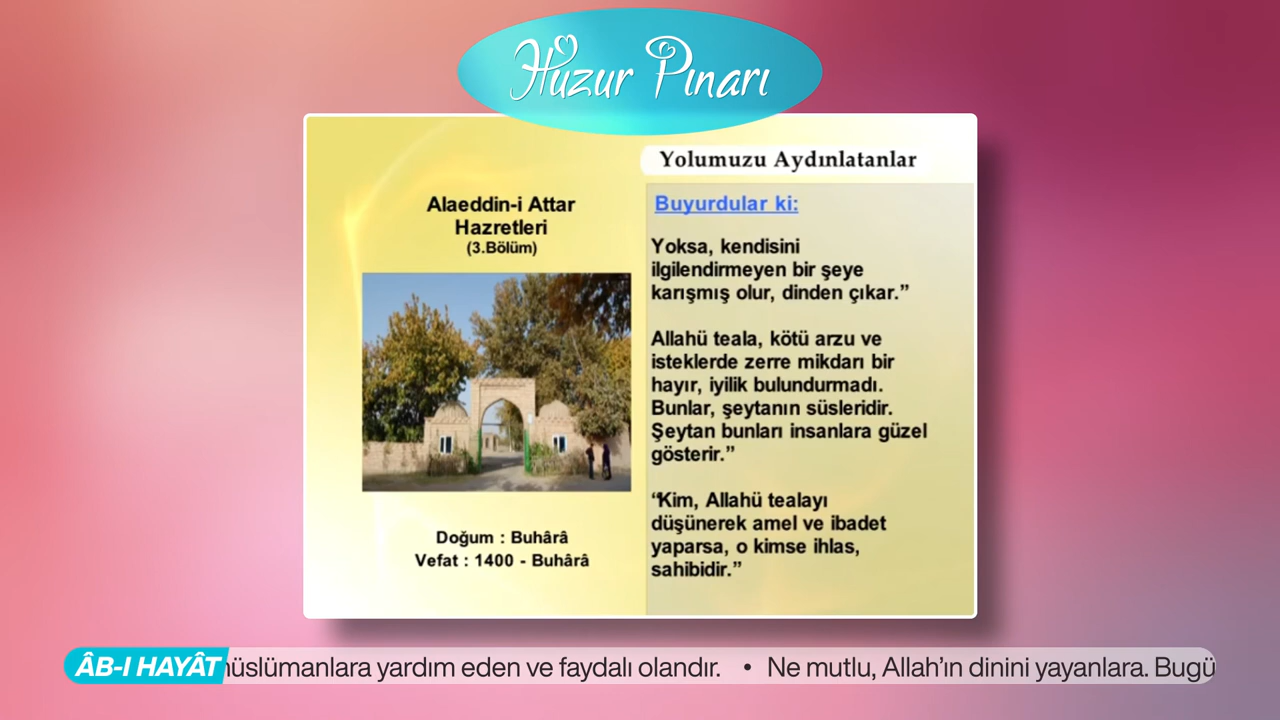 Huzur Pınarı
Yolumuzu Aydınlatanlar
Alaeddin-i Attar
Hazretleri
(3.Bölüm)
Doğum : Buhârâ
Vefat : 1400 - Buhârâ
Buyurdular ki:
Yoksa, kendisini
ilgilendirmeyen bir şeye
karışmış olur, dinden çıkar.”
Allahü teala, kötü arzu ve
isteklerde zerre mikdarı bir
hayır, iyilik bulundurmadı.
Bunlar, şeytanın süsleridir.
Şeytan bunları insanlara güzel
gösterir.”
“Kim, Allahü tealayı
düşünerek amel ve ibadet
yaparsa, o kimse ihlas,
sahibidir.”
ÂB-I HAYÂT
üslümanlara yardım eden ve faydalı olandır. • Ne mutlu, Allah’ın dinini yayanlara. Bugü